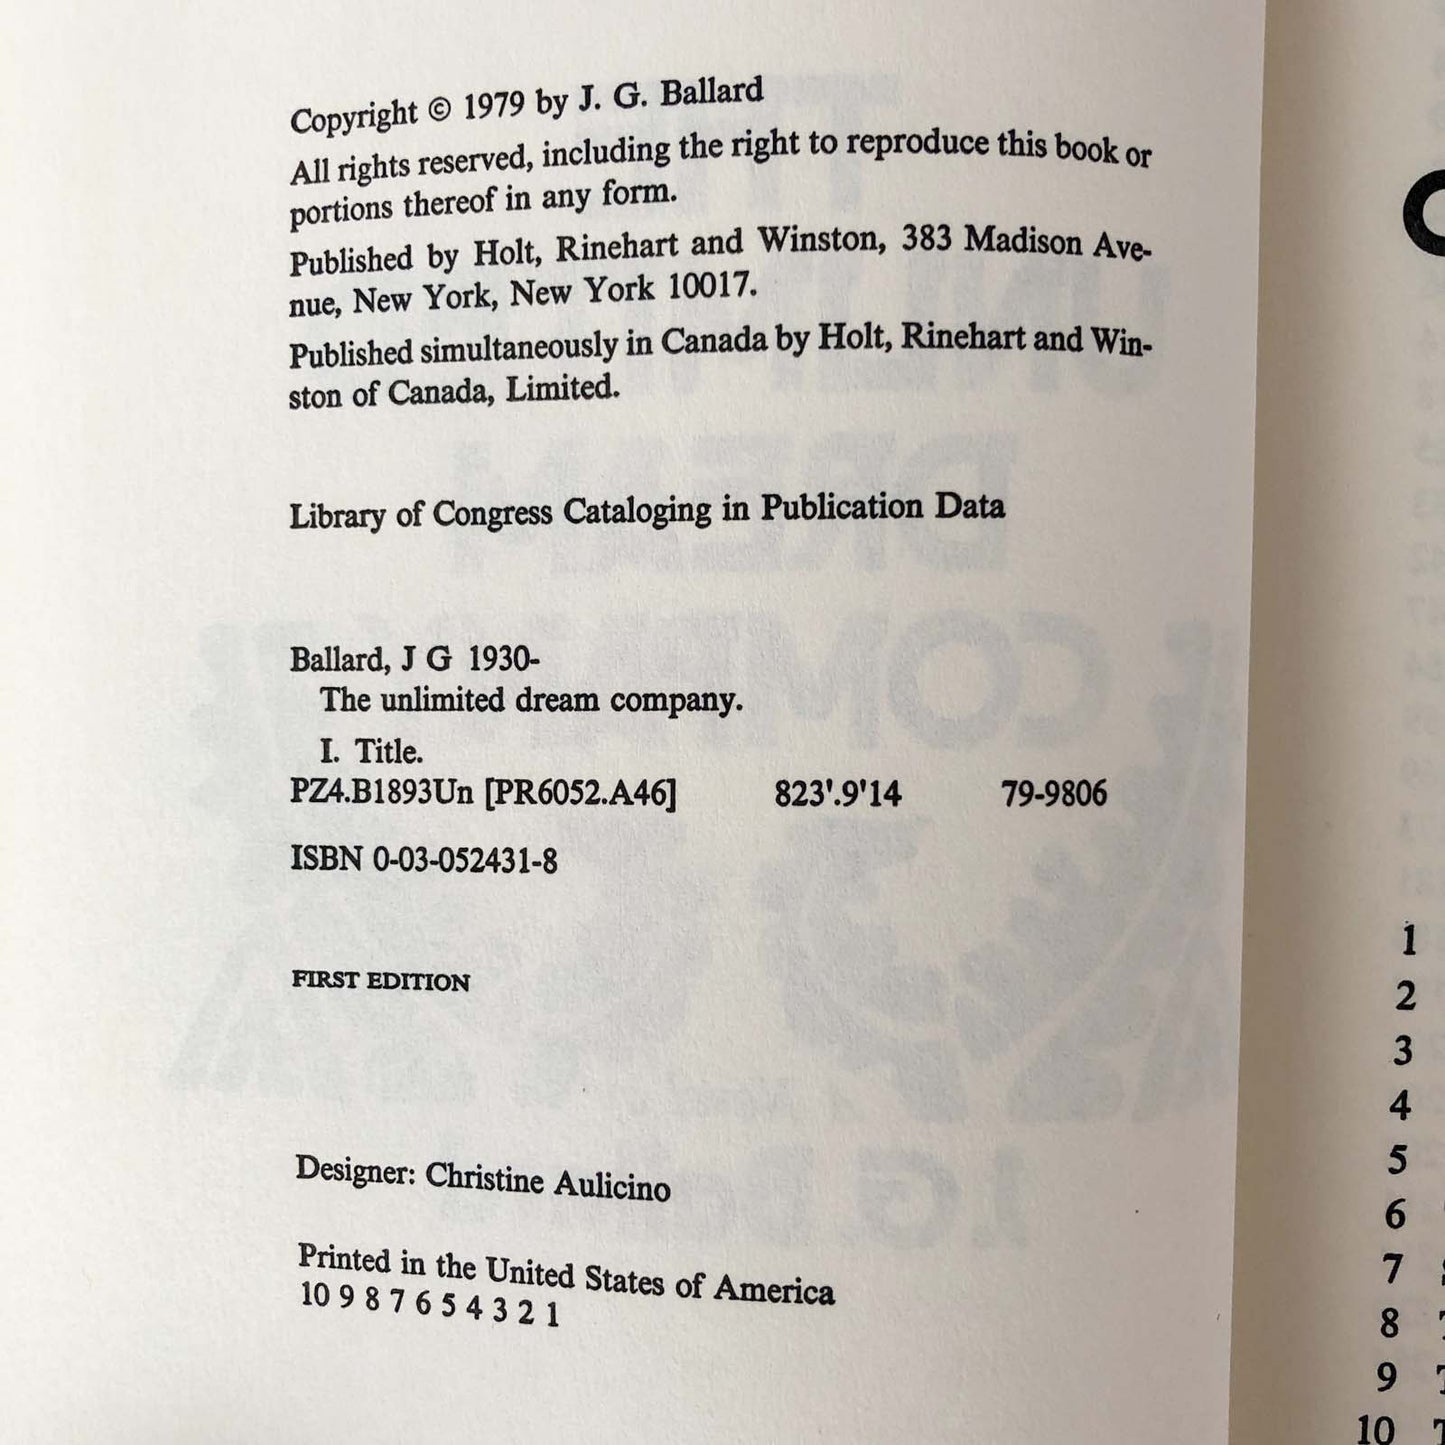 Copyright © 1979 by J. G. Ballard
All rights reserved, including the right to reproduce this book or
portions thereof in any form.
Published by Holt, Rinehart and Winston, 383 Madison Ave-
nue, New York, New York 10017.
Published simultaneously in Canada by Holt, Rinehart and Win-
ston of Canada, Limited.
Library of Congress Cataloging in Publication Data
Ballard, J G 1930-
The unlimited dream company.
I. Title.
PZ4.B1893Un [PR6052.A46] 823'.9'14 79-9806
ISBN 0-03-052431-8
FIRST EDITION
Designer: Christine Aulicino
Printed in the United States of America
10 9 8 7 6 5 4 3 2 1
1
2
3
4
5
6
7
8
9
10